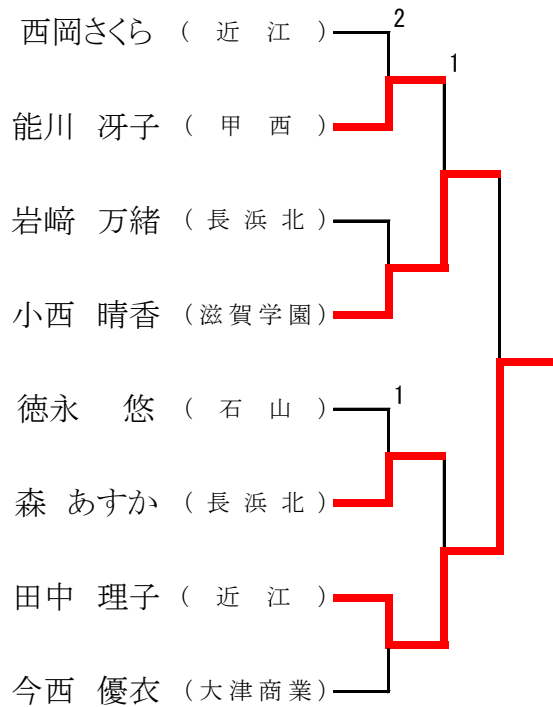 西岡さくら （ 近 江 ） 2
1
能川 冴子 （ 甲 西 ）
岩﨑 万緒 （ 長 浜 北 ）
小西 晴香 （滋 賀 学 園）
徳永 悠 （ 石 山 ） 1
森 あすか （ 長 浜 北 ）
田中 理子 （ 近 江 ）
今西 優衣 （大 津 商 業）